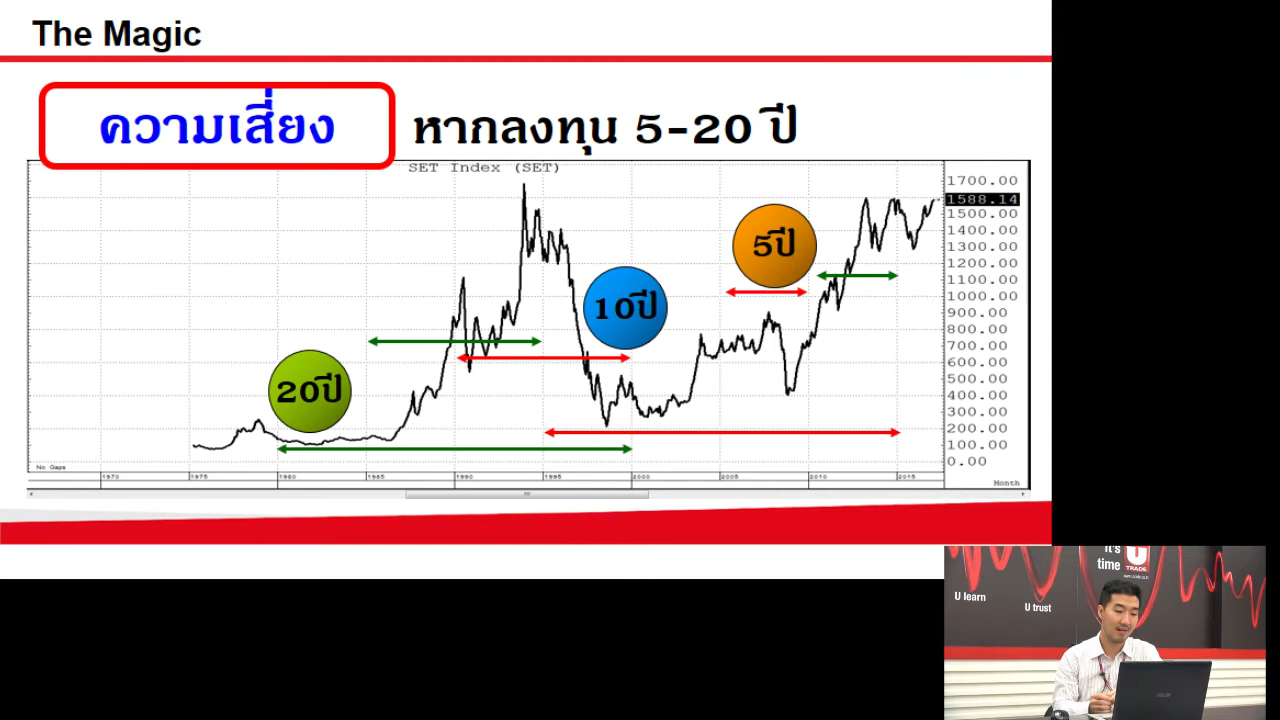 The Magic
ความเสี่ยง หากลงทุน 5-20 ปี
SET Index (SET)
1700.00
1588.14
1500.00
1400.00
1300.00
1200.00
1100.00
1000.00
900.00
800.00
700.00
600.00
500.00
400.00
300.00
200.00
100.00
0.00
5ปี
10ปี
20ปี
No Gaps
1970 1975 1980 1985 1990 1995 2000 2005 2010 2015
Month
It's
time
U
TRADE
U learn
U trust
ASUS